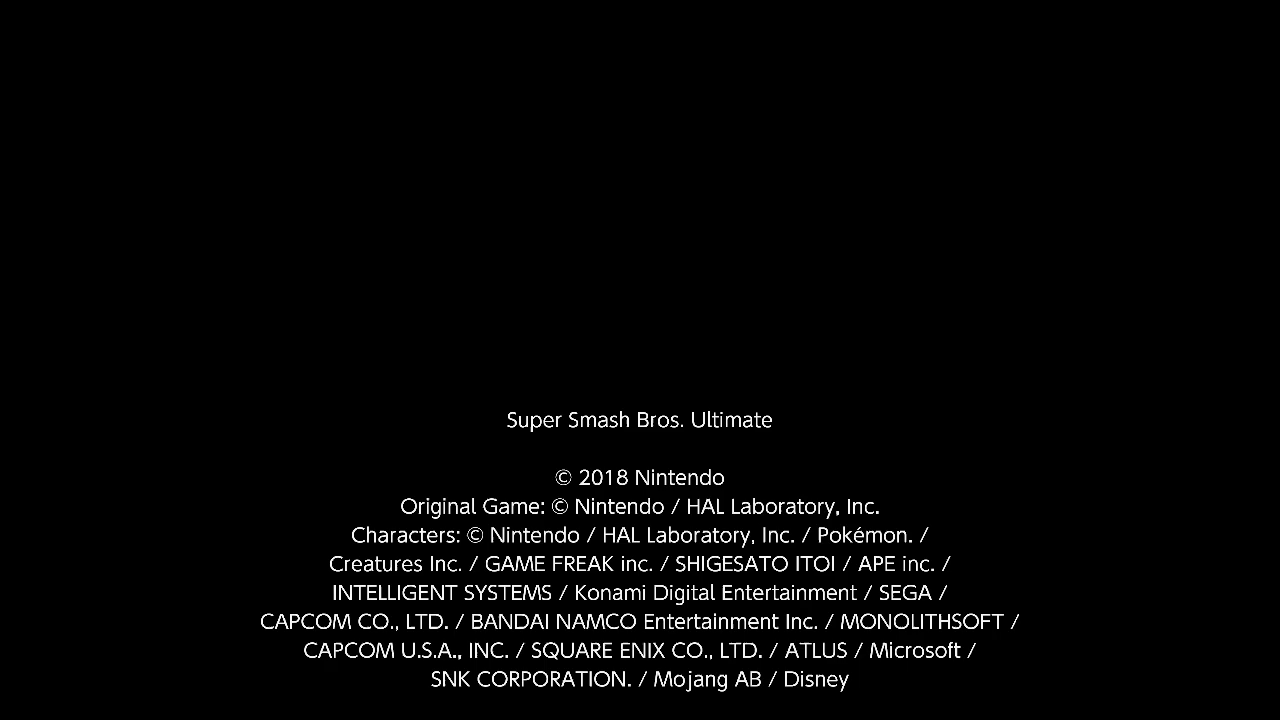 Super Smash Bros. Ultimate
© 2018 Nintendo
Original Game: © Nintendo / HAL Laboratory, Inc.
Characters: © Nintendo / HAL Laboratory, Inc. / Pokémon. /
Creatures Inc. / GAME FREAK inc. / SHIGESATO ITOI / APE inc. /
INTELLIGENT SYSTEMS / Konami Digital Entertainment / SEGA /
CAPCOM CO., LTD. / BANDAI NAMCO Entertainment Inc. / MONOLITHSOFT /
CAPCOM U.S.A., INC. / SQUARE ENIX CO., LTD. / ATLUS / Microsoft /
SNK CORPORATION. / Mojang AB / Disney